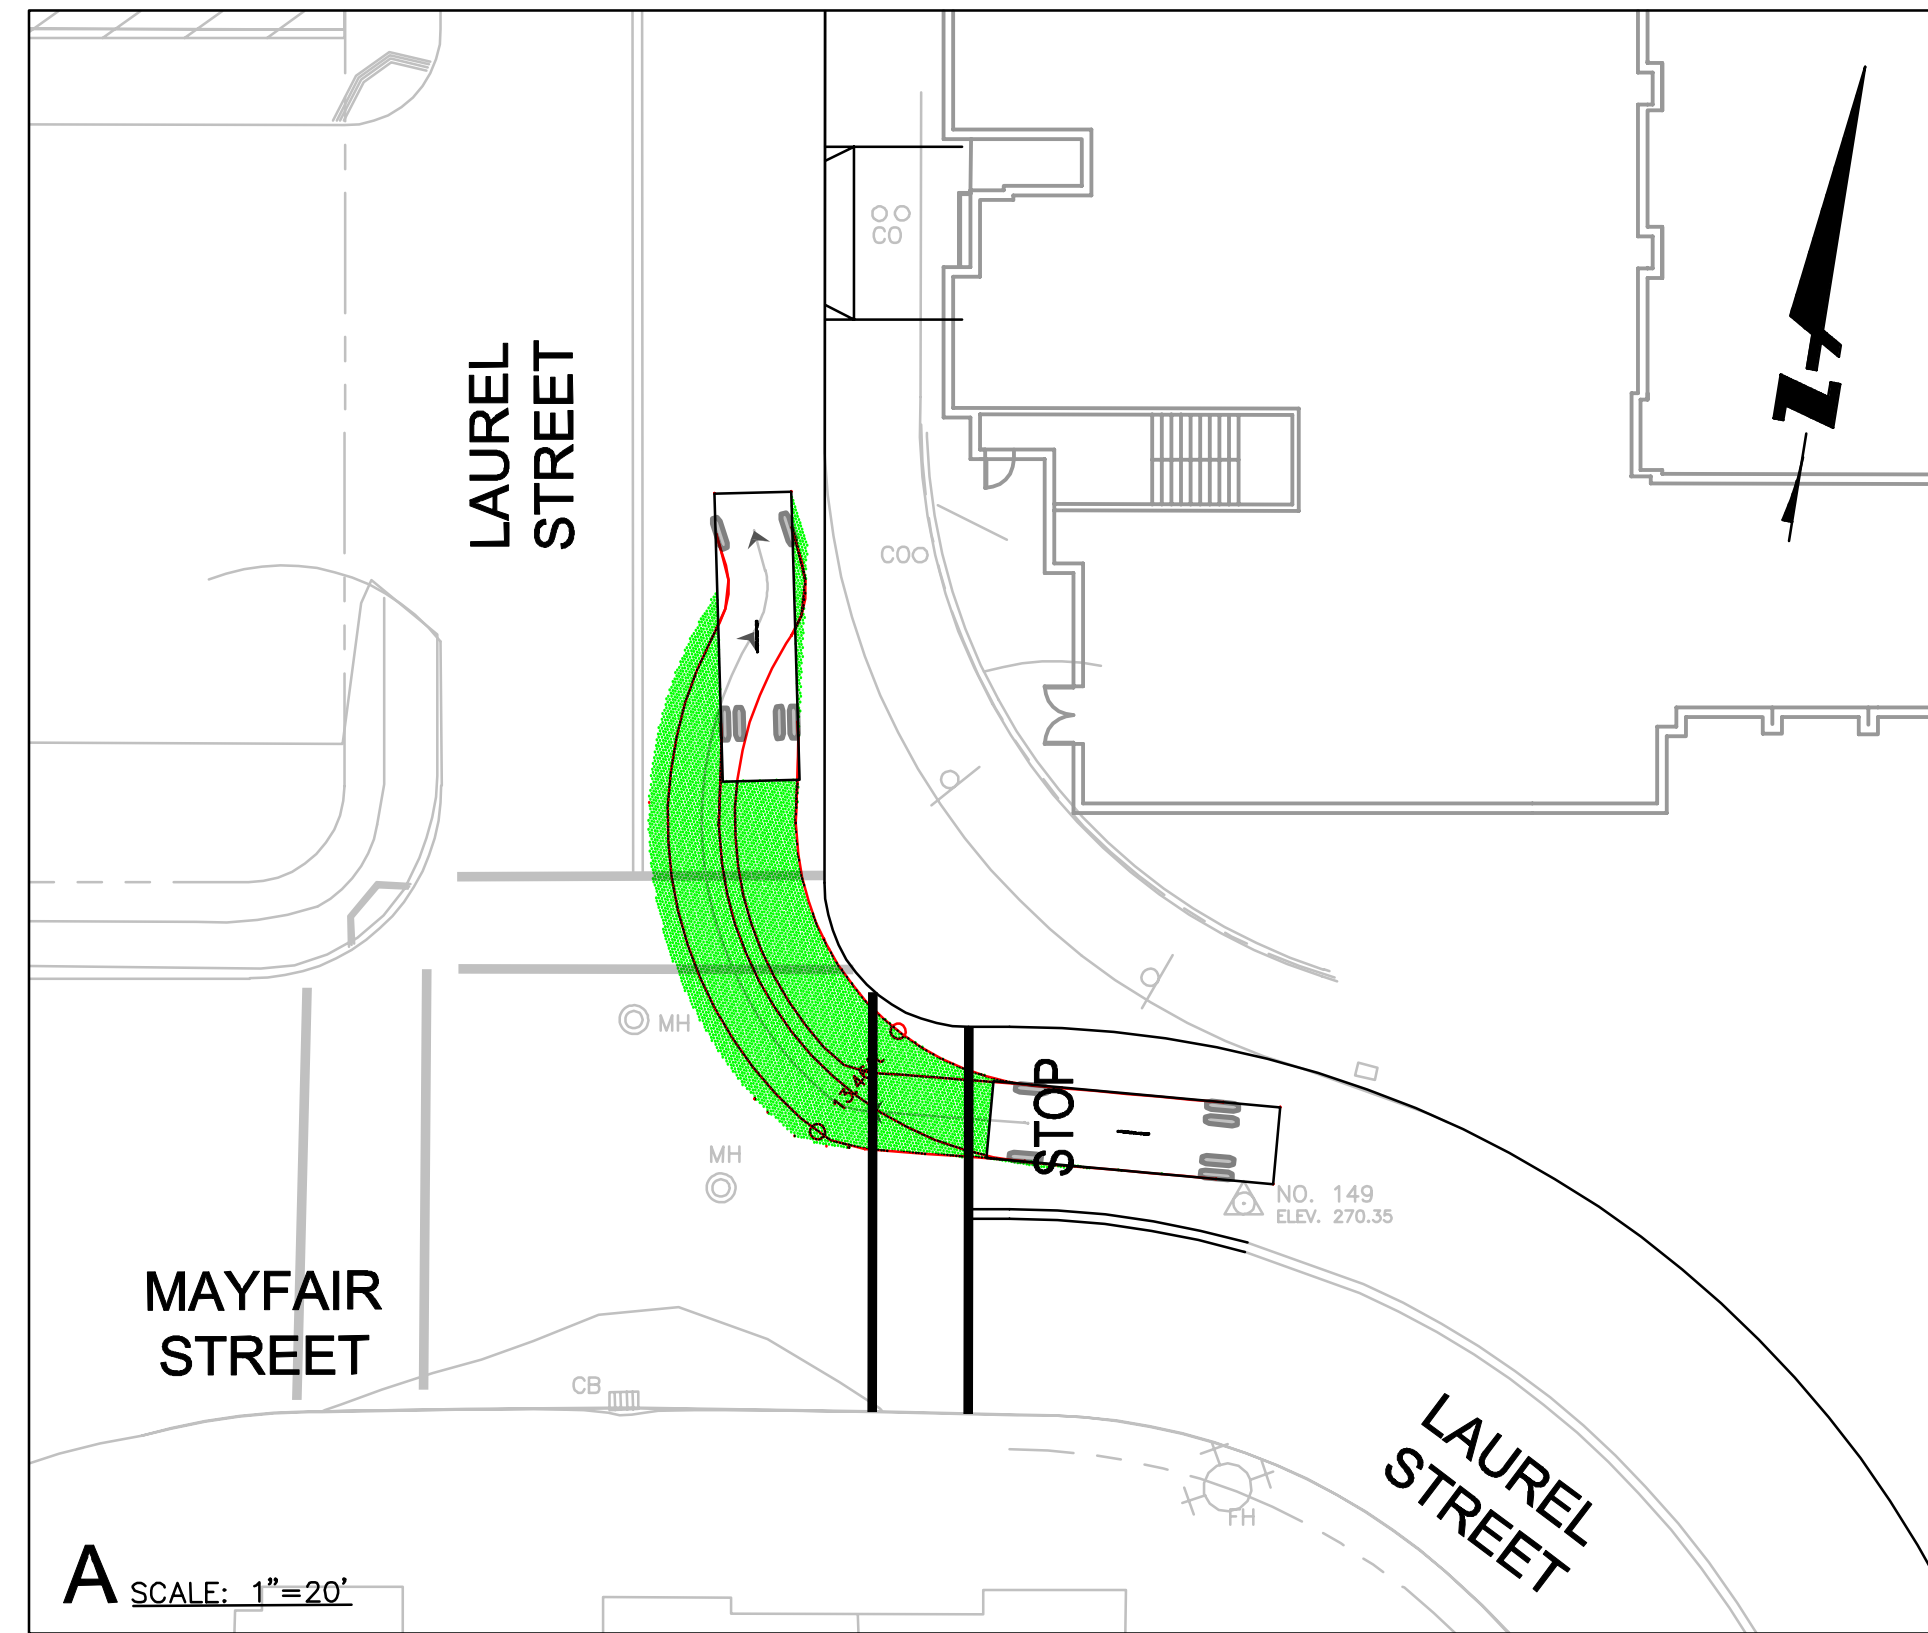 CO
LAUREL
STREET
N
CO
MH
STOP
MH
NO. 149
ELEV. 270.35
MAYFAIR
STREET
CB
LAUREL
STREET
FH
A SCALE: 1"=20'